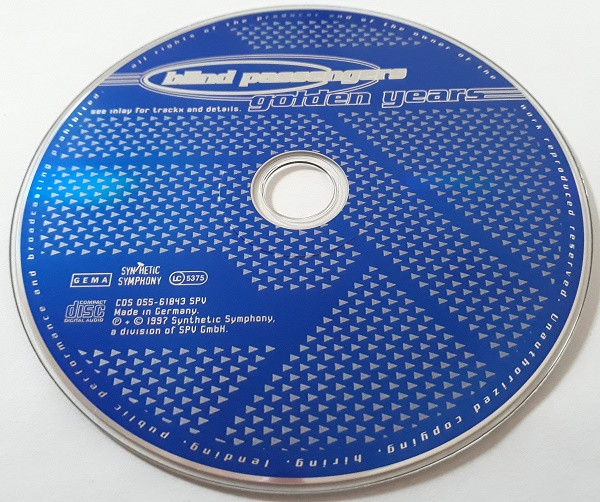 blind passengers
golden years
see inlay for trackx and details.
GEMA
SYNTHETIC
SYMPHONY
LC 5375
COMPACT
disc
DIGITAL AUDIO
CDS 055-61843 SPV
Made in Germany.
℗ + © 1997 Synthetic Symphony,
a division of SPV GmbH.
all rights of the producer and of the owner of the work reproduced reserved. Unauthorized copying, hiring, lending, public performance and broadcasting prohibited.